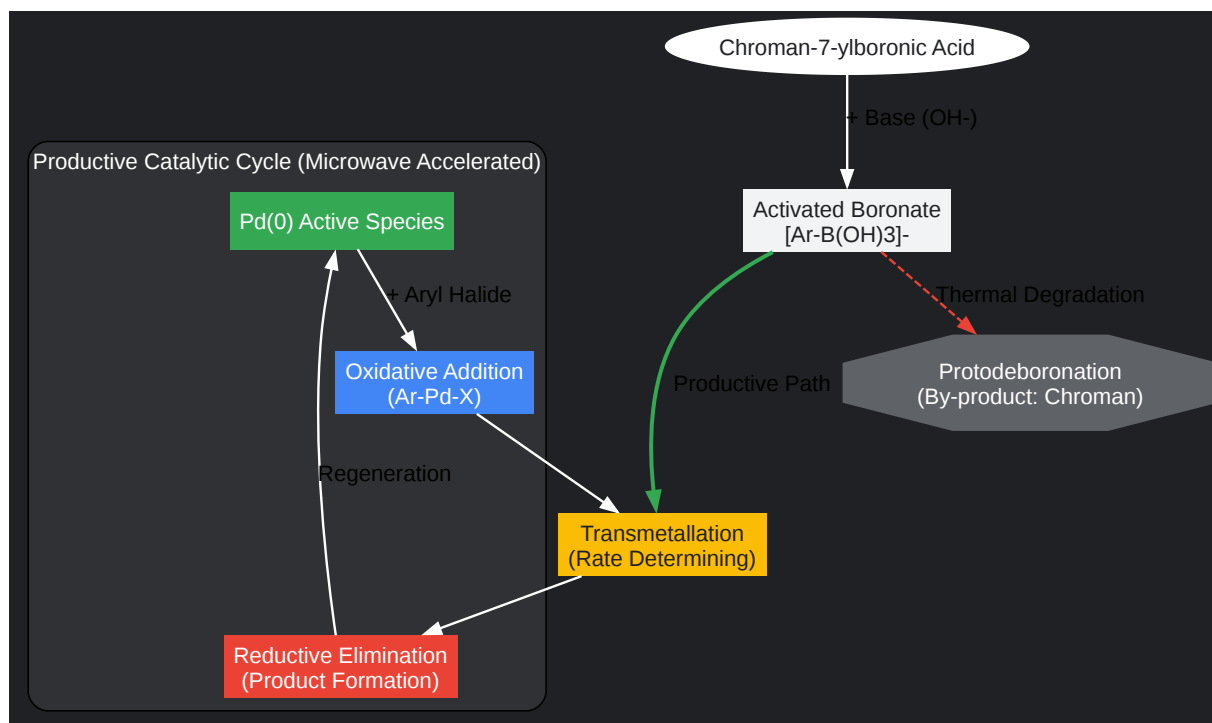 Chroman-7-ylboronic Acid
+ Base (OH-)
Productive Catalytic Cycle (Microwave Accelerated)
Pd(0) Active Species
Activated Boronate
[Ar-B(OH)3]-
+ Aryl Halide
Thermal Degradation
Oxidative Addition
(Ar-Pd-X)
Productive Path
Protodeboronation
(By-product: Chroman)
Regeneration
Transmetallation
(Rate Determining)
Reductive Elimination
(Product Formation)